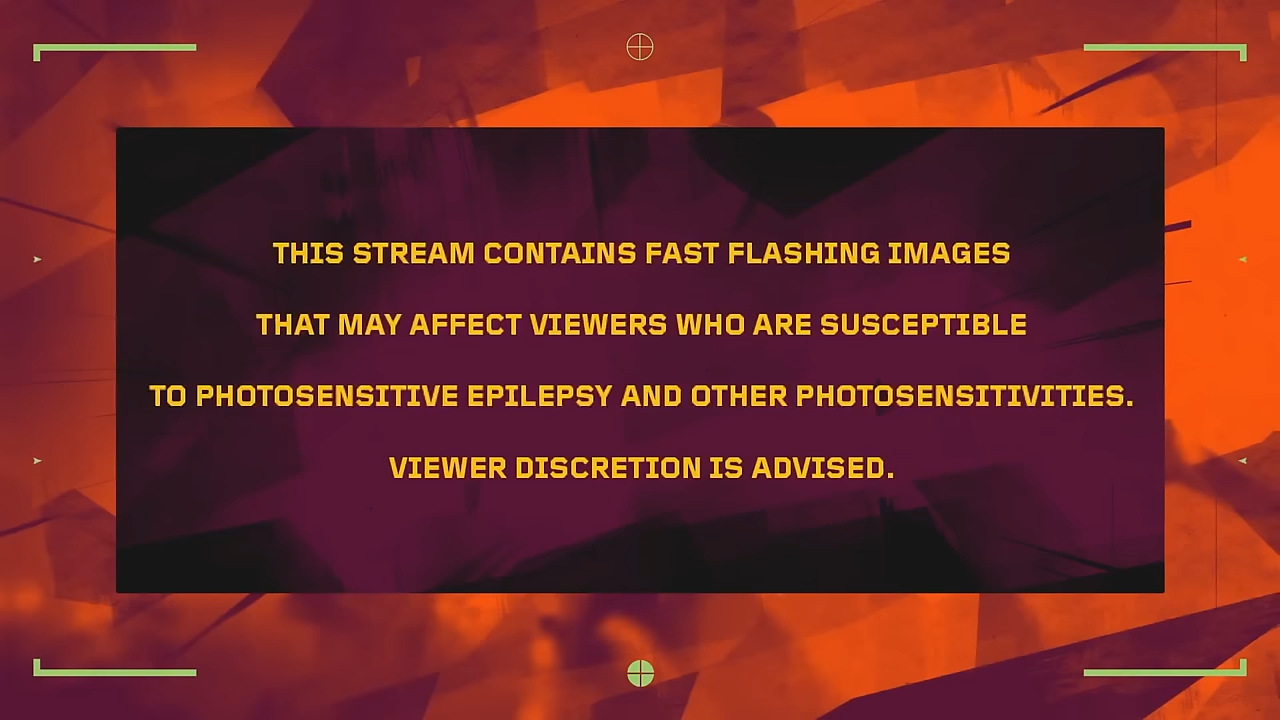 THIS STREAM CONTAINS FAST FLASHING IMAGES
THAT MAY AFFECT VIEWERS WHO ARE SUSCEPTIBLE
TO PHOTOSENSITIVE EPILEPSY AND OTHER PHOTOSENSITIVITIES.
VIEWER DISCRETION IS ADVISED.